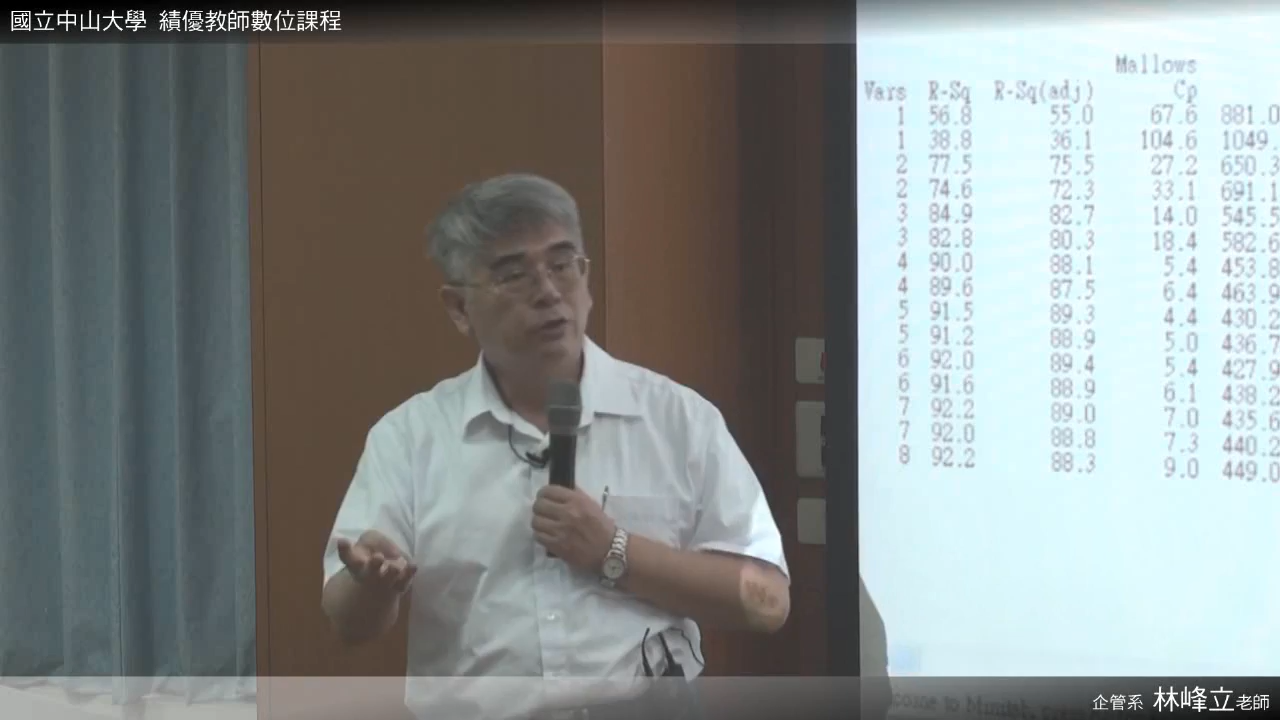 國立中山大學 績優教師數位課程
Mallows
Vars R-Sq R-Sq(adj) Cp
1 56.8 55.0 67.6 881.0
1 38.8 36.1 104.6 1049.
2 77.5 75.5 27.2 650.3
2 74.6 72.3 33.1 691.1
3 84.9 82.7 14.0 545.5
3 82.8 80.3 18.4 582.6
4 90.0 88.1 5.4 453.8
4 89.6 87.5 6.4 463.9
5 91.5 89.3 4.4 430.2
5 91.2 88.9 5.0 436.7
6 92.0 89.4 5.4 427.9
6 91.6 88.9 6.1 438.2
7 92.2 89.0 7.0 435.6
7 92.0 88.8 7.3 440.2
8 92.2 88.3 9.0 449.0
to Minitab,
企管系 林峰立老師